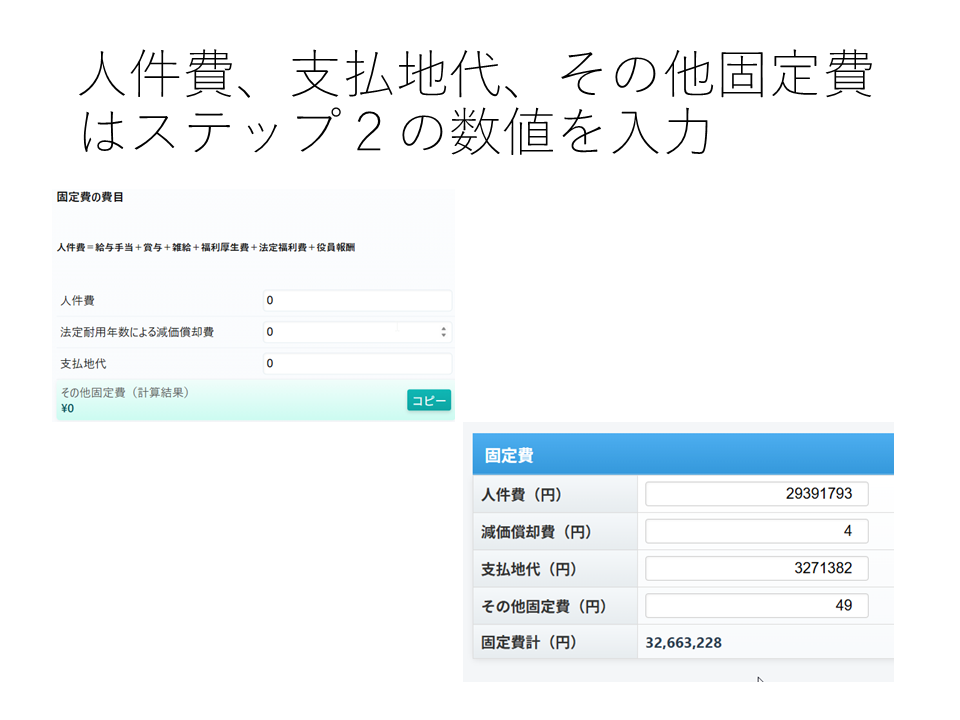 人件費、支払地代、その他固定費
はステップ２の数値を入力
固定費の費目
人件費＝給与手当＋賞与＋雑給＋福利厚生費＋法定福利費＋役員報酬
人件費 0
法定耐用年数による減価償却費 0
支払地代 0
その他固定費（計算結果）
¥0
コピー
固定費
人件費（円） 29391793
減価償却費（円） 4
支払地代（円） 3271382
その他固定費（円） 49
固定費計（円） 32,663,228